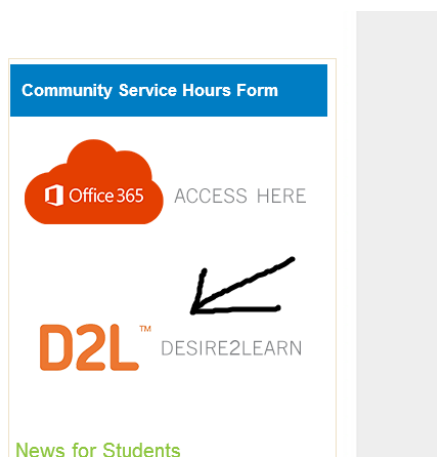 Community Service Hours Form
Office 365 ACCESS HERE
D2L™ DESIRE2LEARN
News for Students